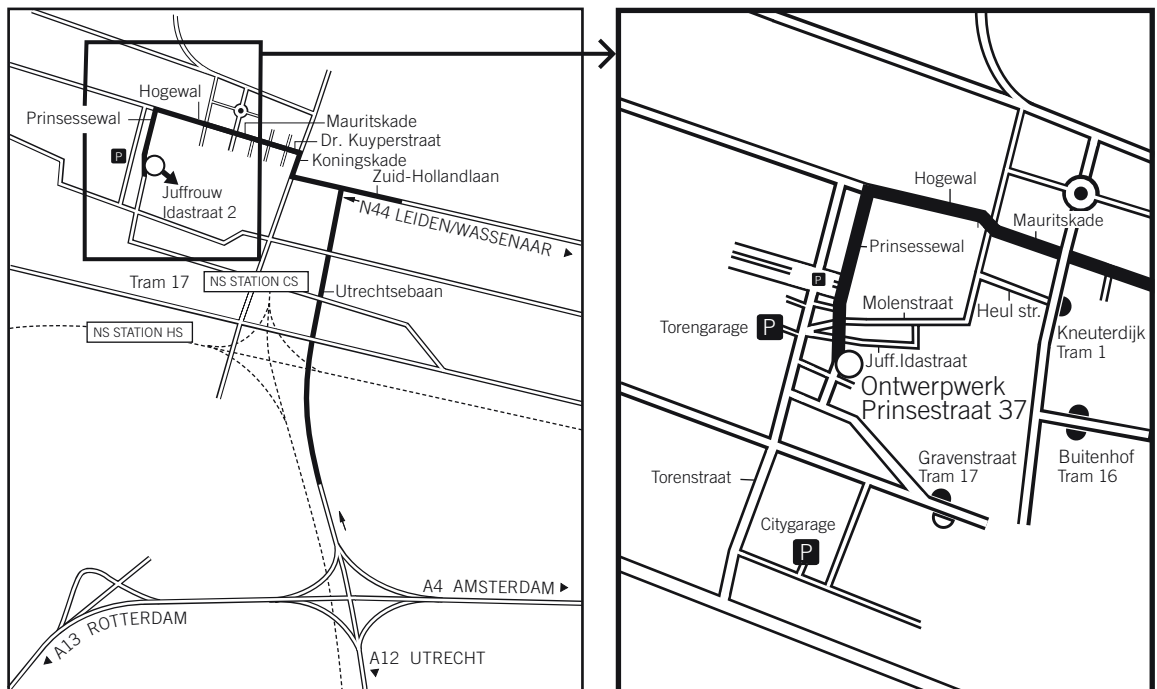 Hogewal
Prinsessewal
Mauritskade
Dr. Kuyperstraat
Koningskade
Zuid-Hollandlaan
P
Juffrouw
Idastraat 2
N44 LEIDEN/WASSENAAR
Tram 17
NS STATION CS
Utrechtsebaan
NS STATION HS
A4 AMSTERDAM
A13 ROTTERDAM
A12 UTRECHT
Hogewal
Mauritskade
Prinsessewal
P
Molenstraat
Heul str.
Torengarage
P
Kneuterdijk
Tram 1
Juff.Idastraat
Ontwerpwerk
Prinsestraat 37
Gravenstraat
Tram 17
Buitenhof
Tram 16
Torenstraat
Citygarage
P